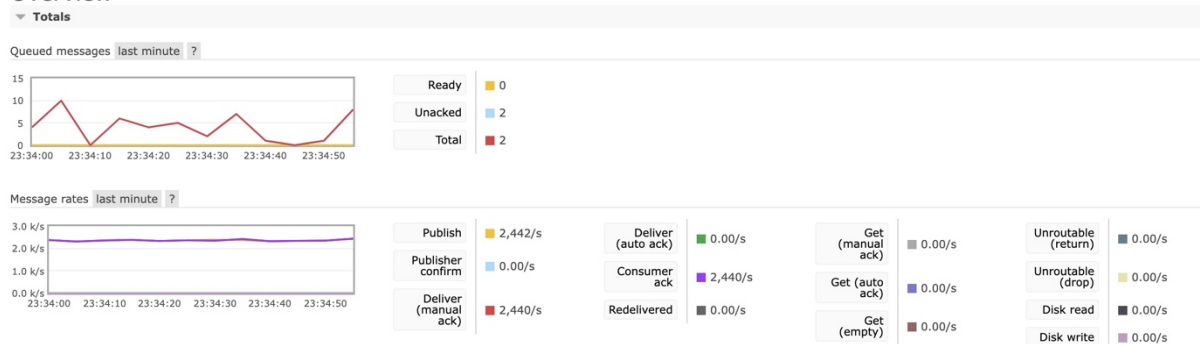 Totals
Queued messages last minute ?
15
10
5
0
23:34:00 23:34:10 23:34:20 23:34:30 23:34:40 23:34:50
Ready 0
Unacked 2
Total 2
Message rates last minute ?
3.0 k/s
2.0 k/s
1.0 k/s
0.0 k/s
23:34:00 23:34:10 23:34:20 23:34:30 23:34:40 23:34:50
Publish 2,442/s
Publisher
confirm 0.00/s
Deliver
(manual
ack) 2,440/s
Deliver
(auto ack) 0.00/s
Consumer
ack 2,440/s
Redelivered 0.00/s
Get
(manual
ack) 0.00/s
Get (auto
ack) 0.00/s
Get
(empty) 0.00/s
Unroutable
(return) 0.00/s
Unroutable
(drop) 0.00/s
Disk read 0.00/s
Disk write 0.00/s